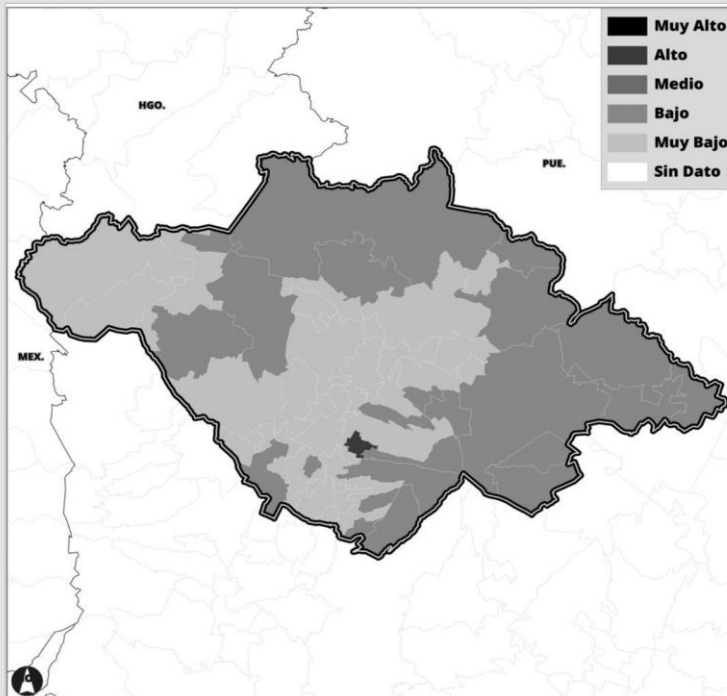 Muy Alto
Alto
Medio
Bajo
Muy Bajo
Sin Dato
HGO.
PUE.
MEX.